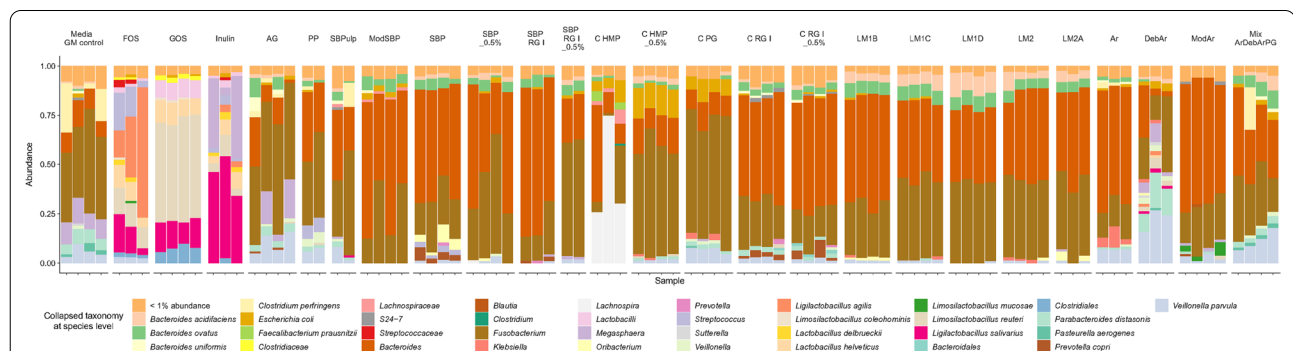 Media GM control FOS GOS Inulin AG PP SBPulp ModSBP SBP SBP _0.5% SBP RG I SBP RG I _0.5% C HMP C HMP _0.5% C PG C RG I C RG I _0.5% LM1B LM1C LM1D LM2 LM2A Ar DebAr ModAr Mix ArDebArPG
1.00
0.75
0.50
0.25
0.00
Abundance
Sample
Collapsed taxonomy at species level
< 1% abundance Clostridium perfringens Lachnospiraceae Blautia Lachnospira Prevotella Ligilactobacillus agilis Limosilactobacillus mucosae Clostridiales Veillonella parvula
Bacteroides acidifaciens Escherichia coli S24-7 Clostridium Lactobacilli Streptococcus Limosilactobacillus coleohominis Limosilactobacillus reuteri Parabacteroides distasonis
Bacteroides ovatus Faecalibacterium prausnitzii Streptococcaceae Fusobacterium Megasphaera Sutterella Lactobacillus delbrueckii Ligilactobacillus salivarius Pasteurella aerogenes
Bacteroides uniformis Clostridiaceae Bacteroides Klebsiella Oribacterium Veillonella Lactobacillus helveticus Bacteroidales Prevotella copri